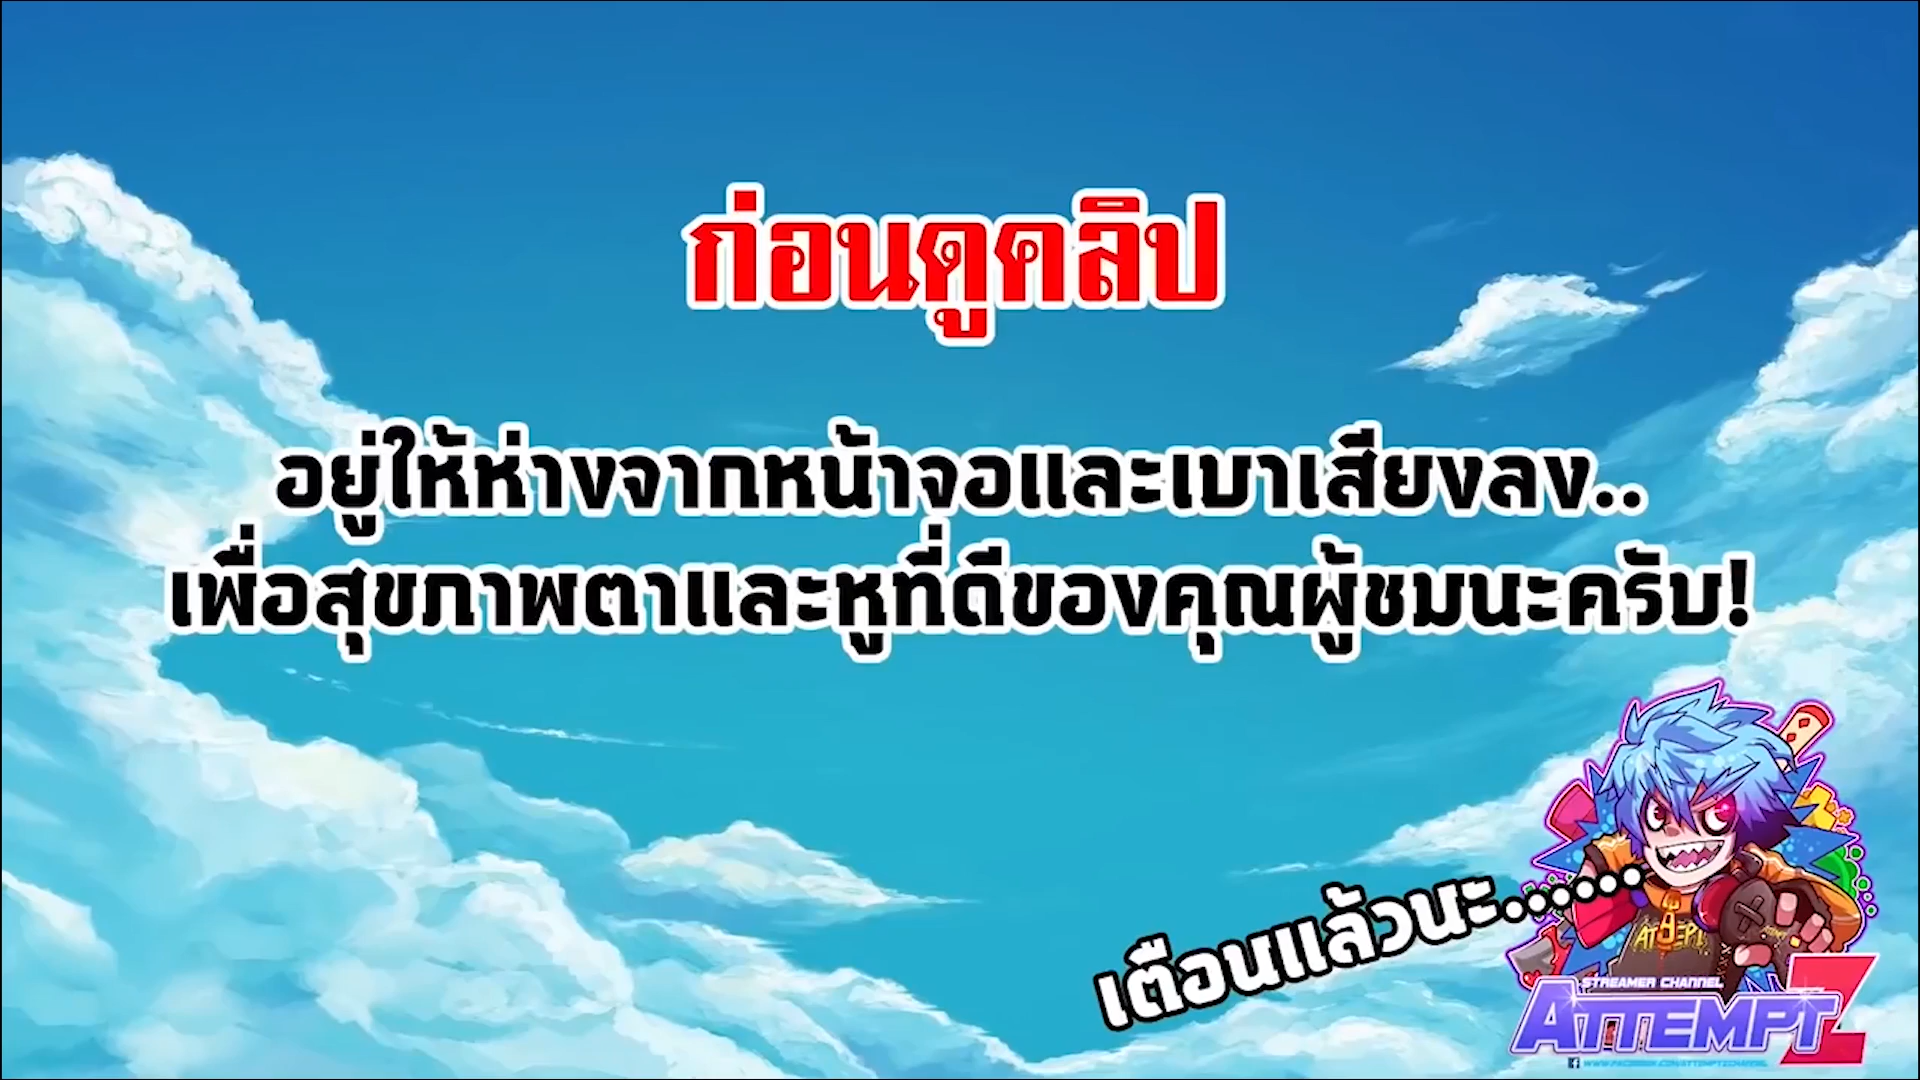 ก่อนดูคลิป
อยู่ให้ห่างจากหน้าจอและเบาเสียงลง..
เพื่อสุขภาพตาและหูที่ดีของคุณผู้ชมนะครับ!
เตือนแล้วนะ......
STREAMER CHANNEL
ATTEMPT Z